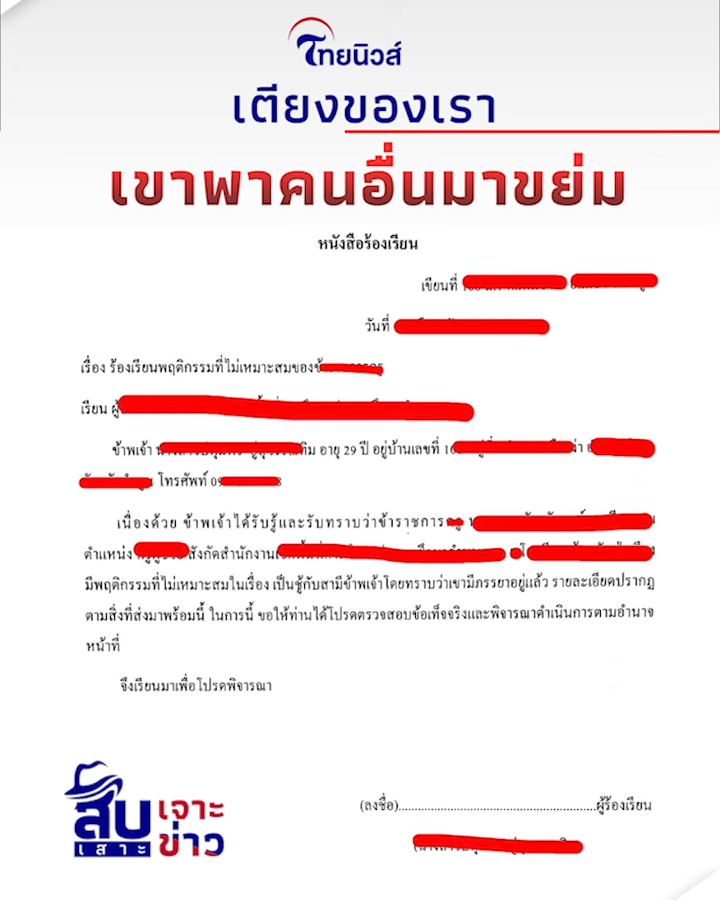 ไทยนิวส์
เตียงของเรา
เขาพาคนอื่นมาขย่ม
หนังสือร้องเรียน
เขียนที่
วันที่
เรื่อง ร้องเรียนพฤติกรรมที่ไม่เหมาะสมของ
เรียน
ข้าพเจ้า อายุ 29 ปี อยู่บ้านเลขที่
โทรศัพท์
เนื่องด้วย ข้าพเจ้าได้รับรู้และรับทราบว่าข้าราชการ
ตำแหน่ง สังกัดสำนักงาน
มีพฤติกรรมที่ไม่เหมาะสมในเรื่อง เป็นชู้กับสามีข้าพเจ้าโดยทราบว่าเขามีภรรยาอยู่แล้ว รายละเอียดปรากฏ
ตามสิ่งที่ส่งมาพร้อมนี้ ในการนี้ ขอให้ท่านได้โปรดตรวจสอบข้อเท็จจริงและพิจารณาดำเนินการตามอำนาจ
หน้าที่
จึงเรียนมาเพื่อโปรดพิจารณา
(ลงชื่อ)..................................................ผู้ร้องเรียน
สืบ
เสาะ
เจาะ
ข่าว